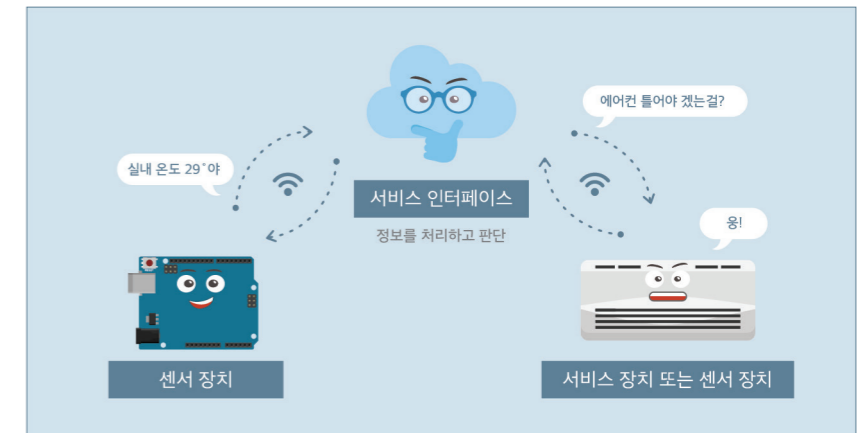 에어컨 틀어야 겠는걸?
실내 온도 29˚야
서비스 인터페이스
정보를 처리하고 판단
웅!
센서 장치
서비스 장치 또는 센서 장치